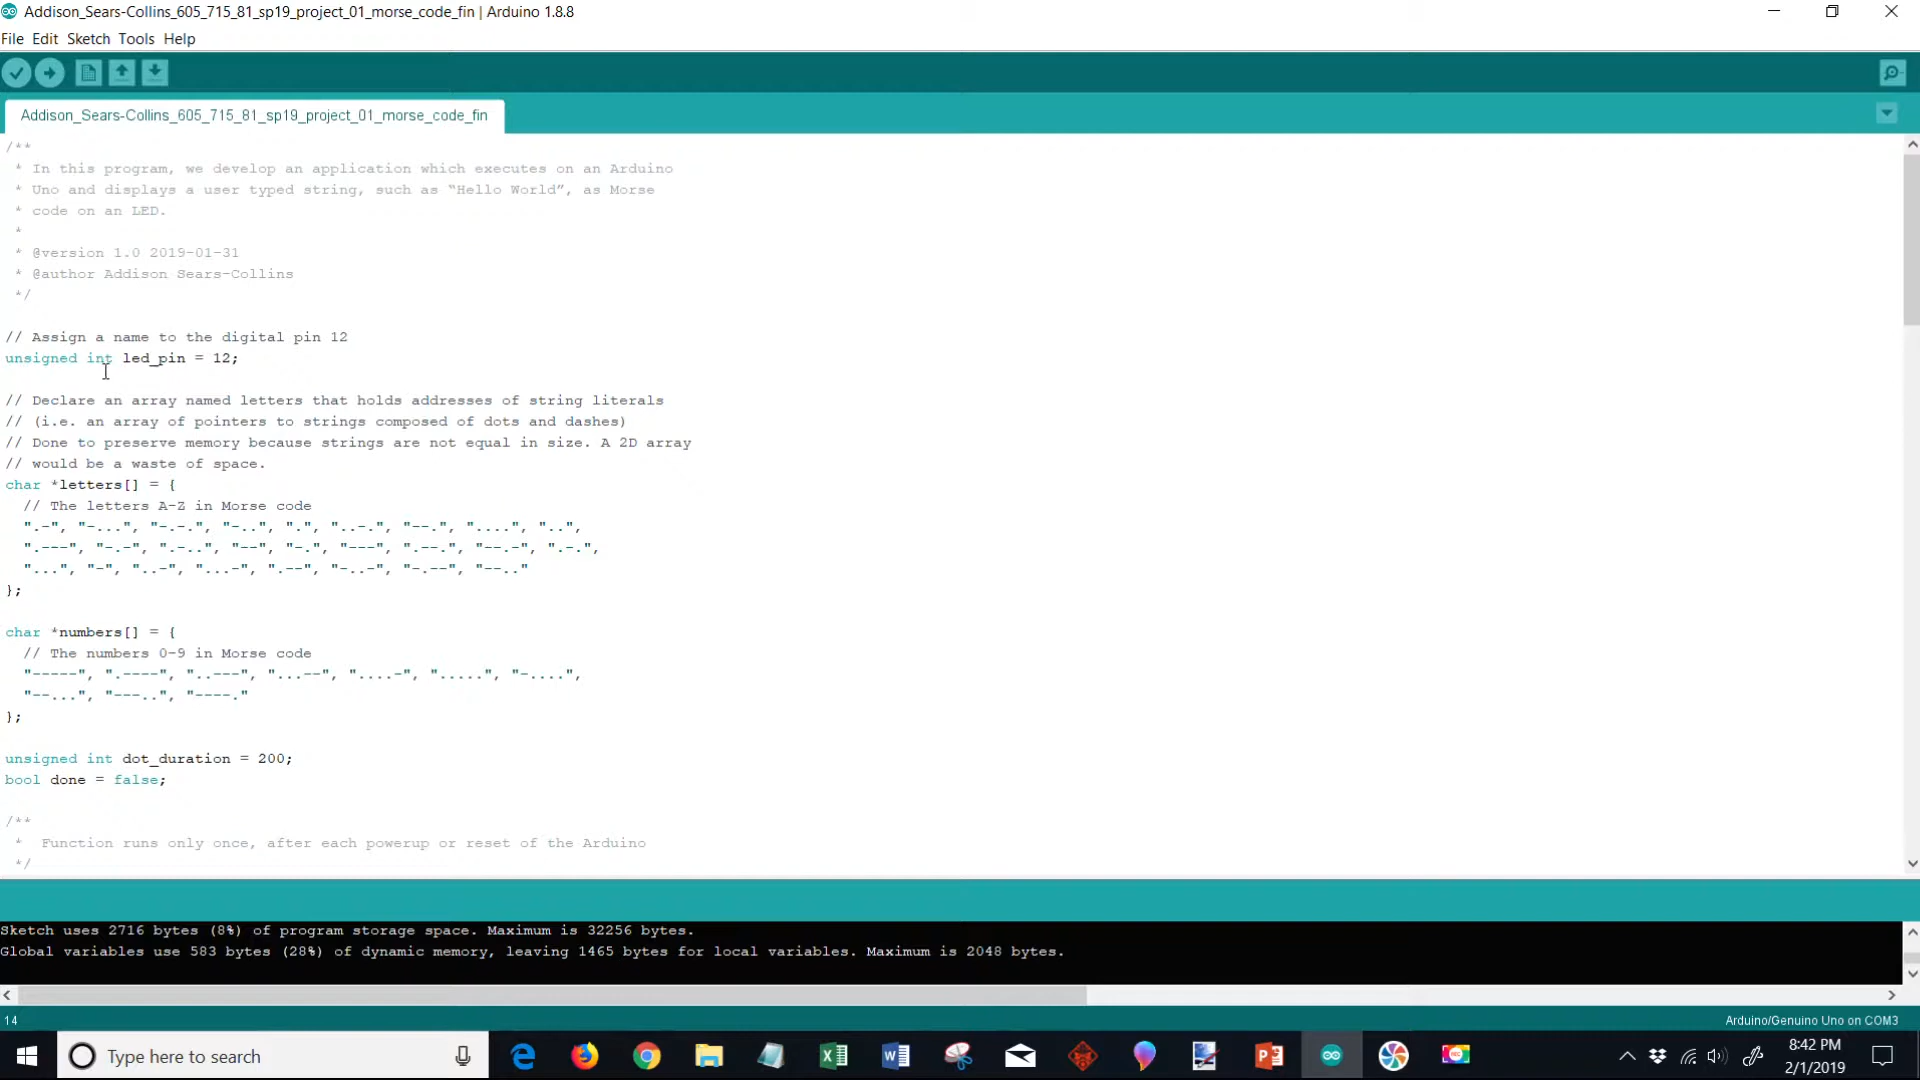 Addison_Sears-Collins_605_715_81_sp19_project_01_morse_code_fin | Arduino 1.8.8
File Edit Sketch Tools Help
Addison_Sears-Collins_605_715_81_sp19_project_01_morse_code_fin
/**
* In this program, we develop an application which executes on an Arduino
* Uno and displays a user typed string, such as “Hello World”, as Morse
* code on an LED.
*
* @version 1.0 2019-01-31
* @author Addison Sears-Collins
*/
// Assign a name to the digital pin 12
unsigned int led_pin = 12;
// Declare an array named letters that holds addresses of string literals
// (i.e. an array of pointers to strings composed of dots and dashes)
// Done to preserve memory because strings are not equal in size. A 2D array
// would be a waste of space.
char *letters[] = {
// The letters A-Z in Morse code
".-", "-...", "-.-.", "-..", ".", "..-.", "--.", "....", "..",
".---", "-.-", ".-..", "--", "-.", "---", ".--.", "--.-", ".-.",
"...", "-", "..-", "...-", ".--", "-..-", "-.--", "--.."
};
char *numbers[] = {
// The numbers 0-9 in Morse code
"-----", ".----", "..---", "...--", "....-", ".....", "-....",
"--...", "---..", "----."
};
unsigned int dot_duration = 200;
bool done = false;
/**
* Function runs only once, after each powerup or reset of the Arduino
*/
Sketch uses 2716 bytes (8%) of program storage space. Maximum is 32256 bytes.
Global variables use 583 bytes (28%) of dynamic memory, leaving 1465 bytes for local variables. Maximum is 2048 bytes.
14
Arduino/Genuino Uno on COM3
Type here to search
8:42 PM
2/1/2019